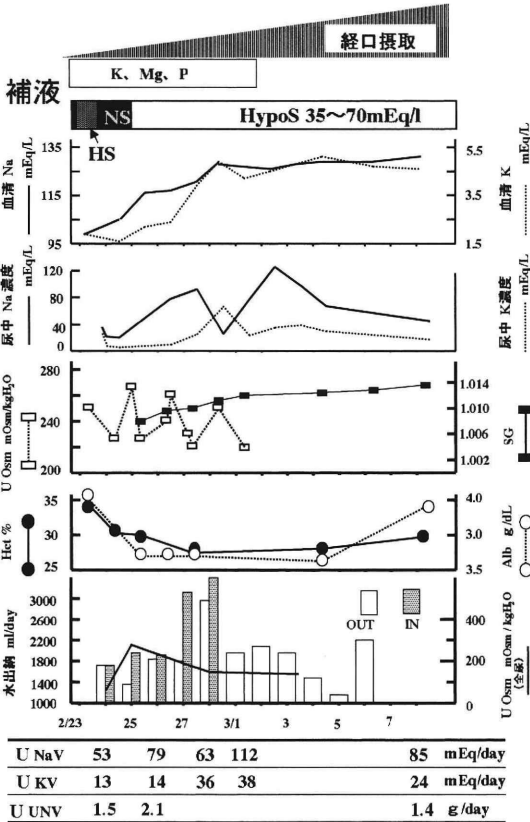 経口摂取
K、Mg、P
補液
NS
HypoS 35〜70mEq/l
HS
血清 Na
mEq/L
135
115
95
5.5
3.5
1.5
血清 K
mEq/L
尿中 Na 濃度
mEq/L
120
80
40
0
尿中 K濃度
mEq/L
U Osm mOsm/kgH2O
280
240
200
1.014
1.010
1.006
1.002
SG
Hct %
35
30
25
4.0
3.0
3.5
Alb g/dL
水出納 ml/day
3000
2600
2200
1800
1400
1000
OUT IN
400
200
0
U Osm mOsm / kgH2O
(全尿)
2/23 25 27 3/1 3 5 7
U NaV 53 79 63 112 85 mEq/day
U KV 13 14 36 38 24 mEq/day
U UNV 1.5 2.1 1.4 g/day